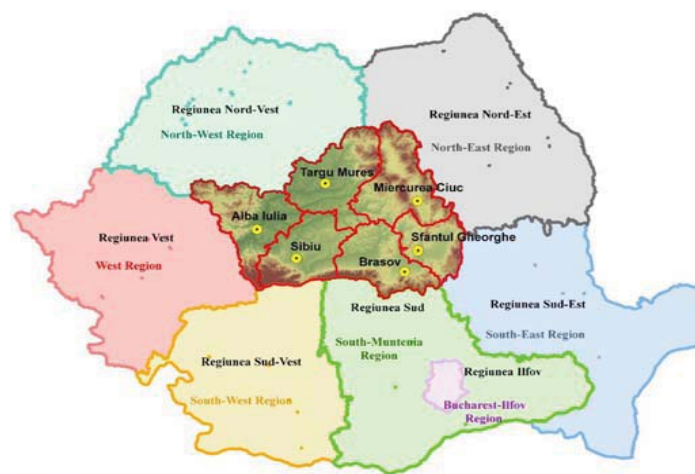 Regiunea Nord-Vest
North-West Region
Regiunea Nord-Est
North-East Region
Targu Mures
Miercurea Ciuc
Alba Iulia
Sfantul Gheorghe
Sibiu
Brasov
Regiunea Vest
West Region
Regiunea Sud-Est
South-East Region
Regiunea Sud
South-Muntenia
Region
Regiunea Sud-Vest
South-West Region
Regiunea Ilfov
Bucharest-Ilfov
Region